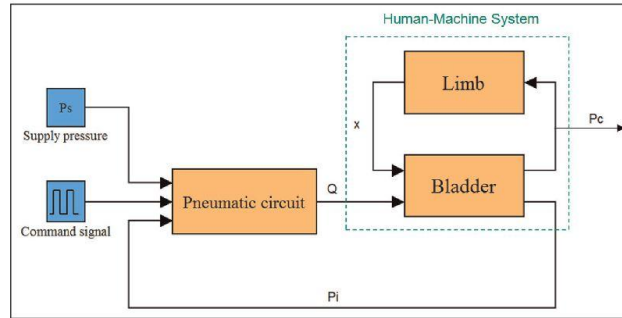 Human-Machine System
Limb
Ps
Supply pressure
x
Pc
Bladder
Pneumatic circuit
Q
Command signal
Pi